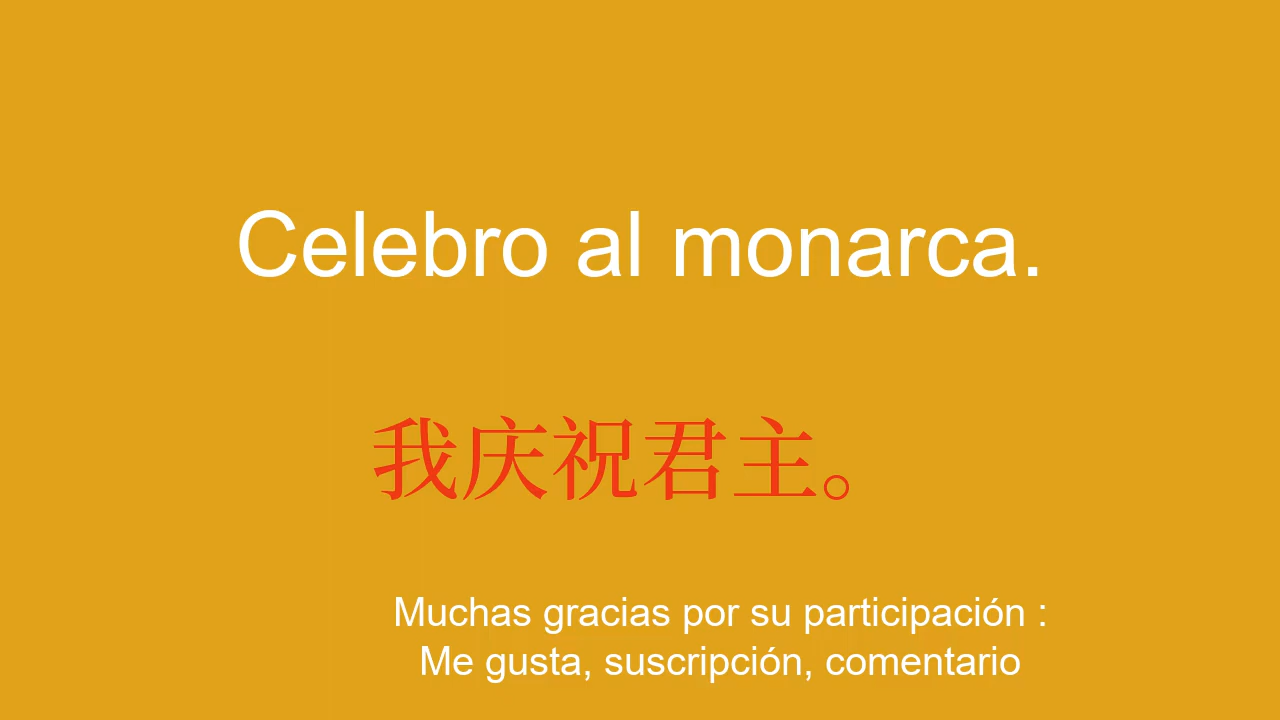 Celebro al monarca.
我庆祝君主。
Muchas gracias por su participación :
Me gusta, suscripción, comentario